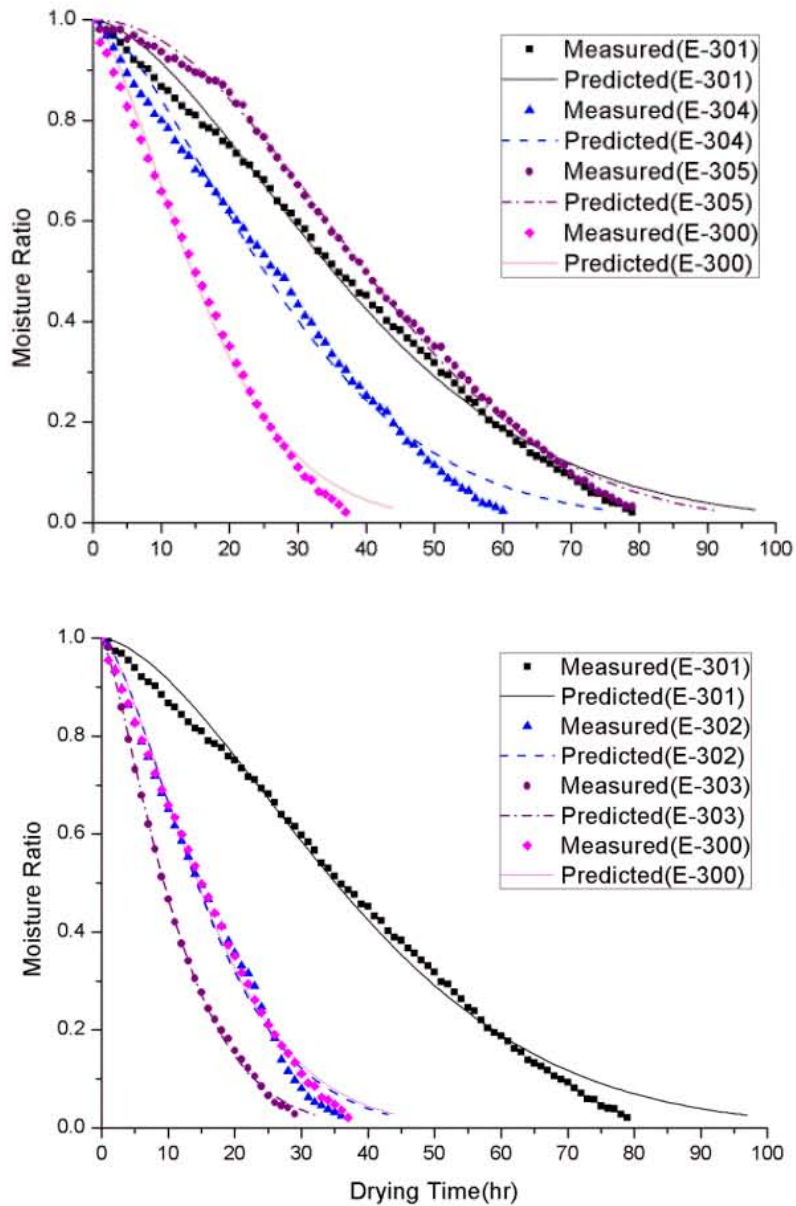 1.0
0.8
0.6
0.4
0.2
0.0
Moisture Ratio
Measured(E-301)
Predicted(E-301)
Measured(E-304)
Predicted(E-304)
Measured(E-305)
Predicted(E-305)
Measured(E-300)
Predicted(E-300)
0 10 20 30 40 50 60 70 80 90 100
1.0
0.8
0.6
0.4
0.2
0.0
Moisture Ratio
Measured(E-301)
Predicted(E-301)
Measured(E-302)
Predicted(E-302)
Measured(E-303)
Predicted(E-303)
Measured(E-300)
Predicted(E-300)
0 10 20 30 40 50 60 70 80 90 100
Drying Time(hr)